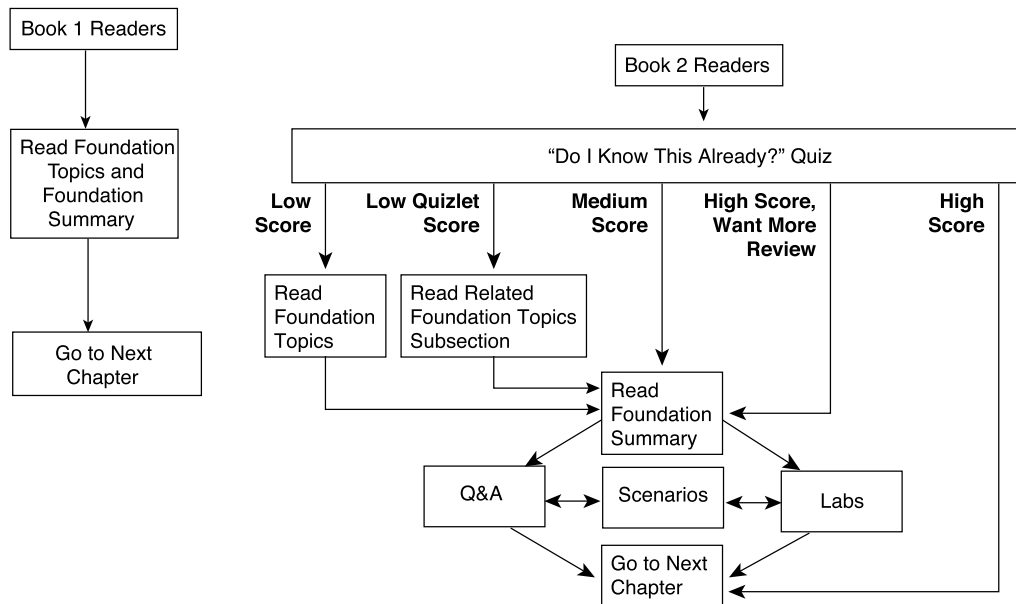 Book 1 Readers
Read Foundation
Topics and
Foundation
Summary
Go to Next
Chapter
Book 2 Readers
“Do I Know This Already?” Quiz
Low
Score
Low Quizlet
Score
Medium
Score
High Score,
Want More
Review
High
Score
Read
Foundation
Topics
Read Related
Foundation Topics
Subsection
Read
Foundation
Summary
Q&A
Scenarios
Labs
Go to Next
Chapter